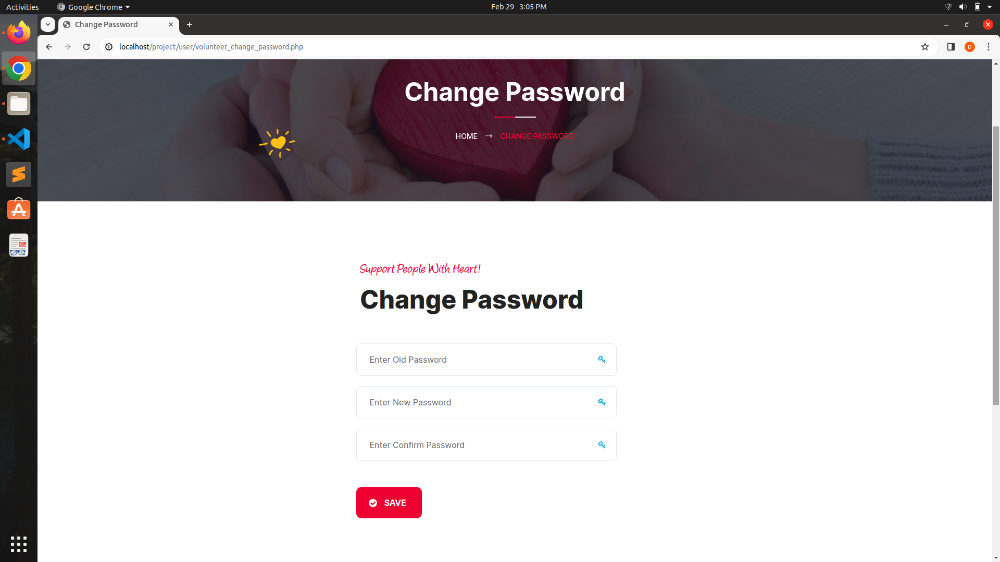 Activities
Google Chrome
Feb 29 3:05 PM
Change Password
localhost/project/user/volunteer_change_password.php
D
Change Password
HOME → CHANGE PASSWORD
Support People With Heart!
Change Password
Enter Old Password
Enter New Password
Enter Confirm Password
SAVE